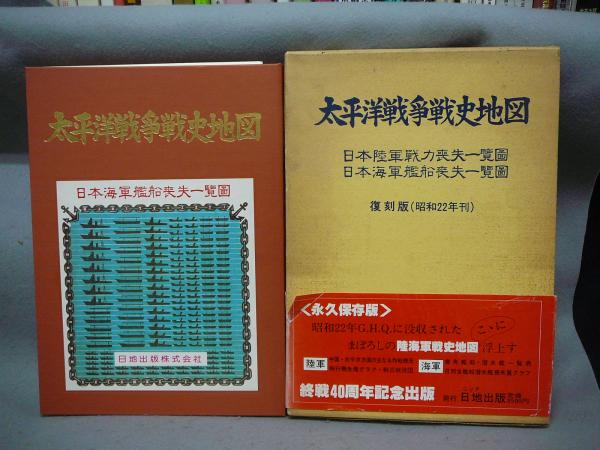 太平洋戦争戦史地図
日本海軍艦船喪失一覧圖
日地出版株式会社
太平洋戦争戦史地図
日本陸軍戦力喪失一覧圖
日本海軍艦船喪失一覧圖
復刻版(昭和22年刊)
<永久保存版>
昭和22年G.H.Q.に没収された
まぼろしの陸海軍戦史地図 ここに 浮上す
陸軍
海軍
終戦40周年記念出版
発行 日地出版